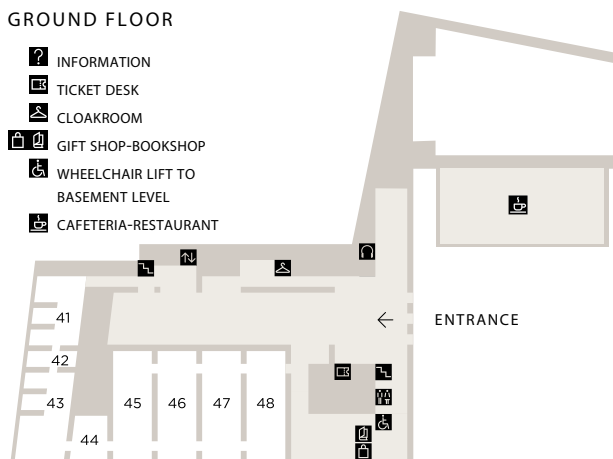 GROUND FLOOR
? INFORMATION
TICKET DESK
CLOAKROOM
GIFT SHOP-BOOKSHOP
WHEELCHAIR LIFT TO
BASEMENT LEVEL
CAFETERIA-RESTAURANT
ENTRANCE
41
42
43
44
45
46
47
48